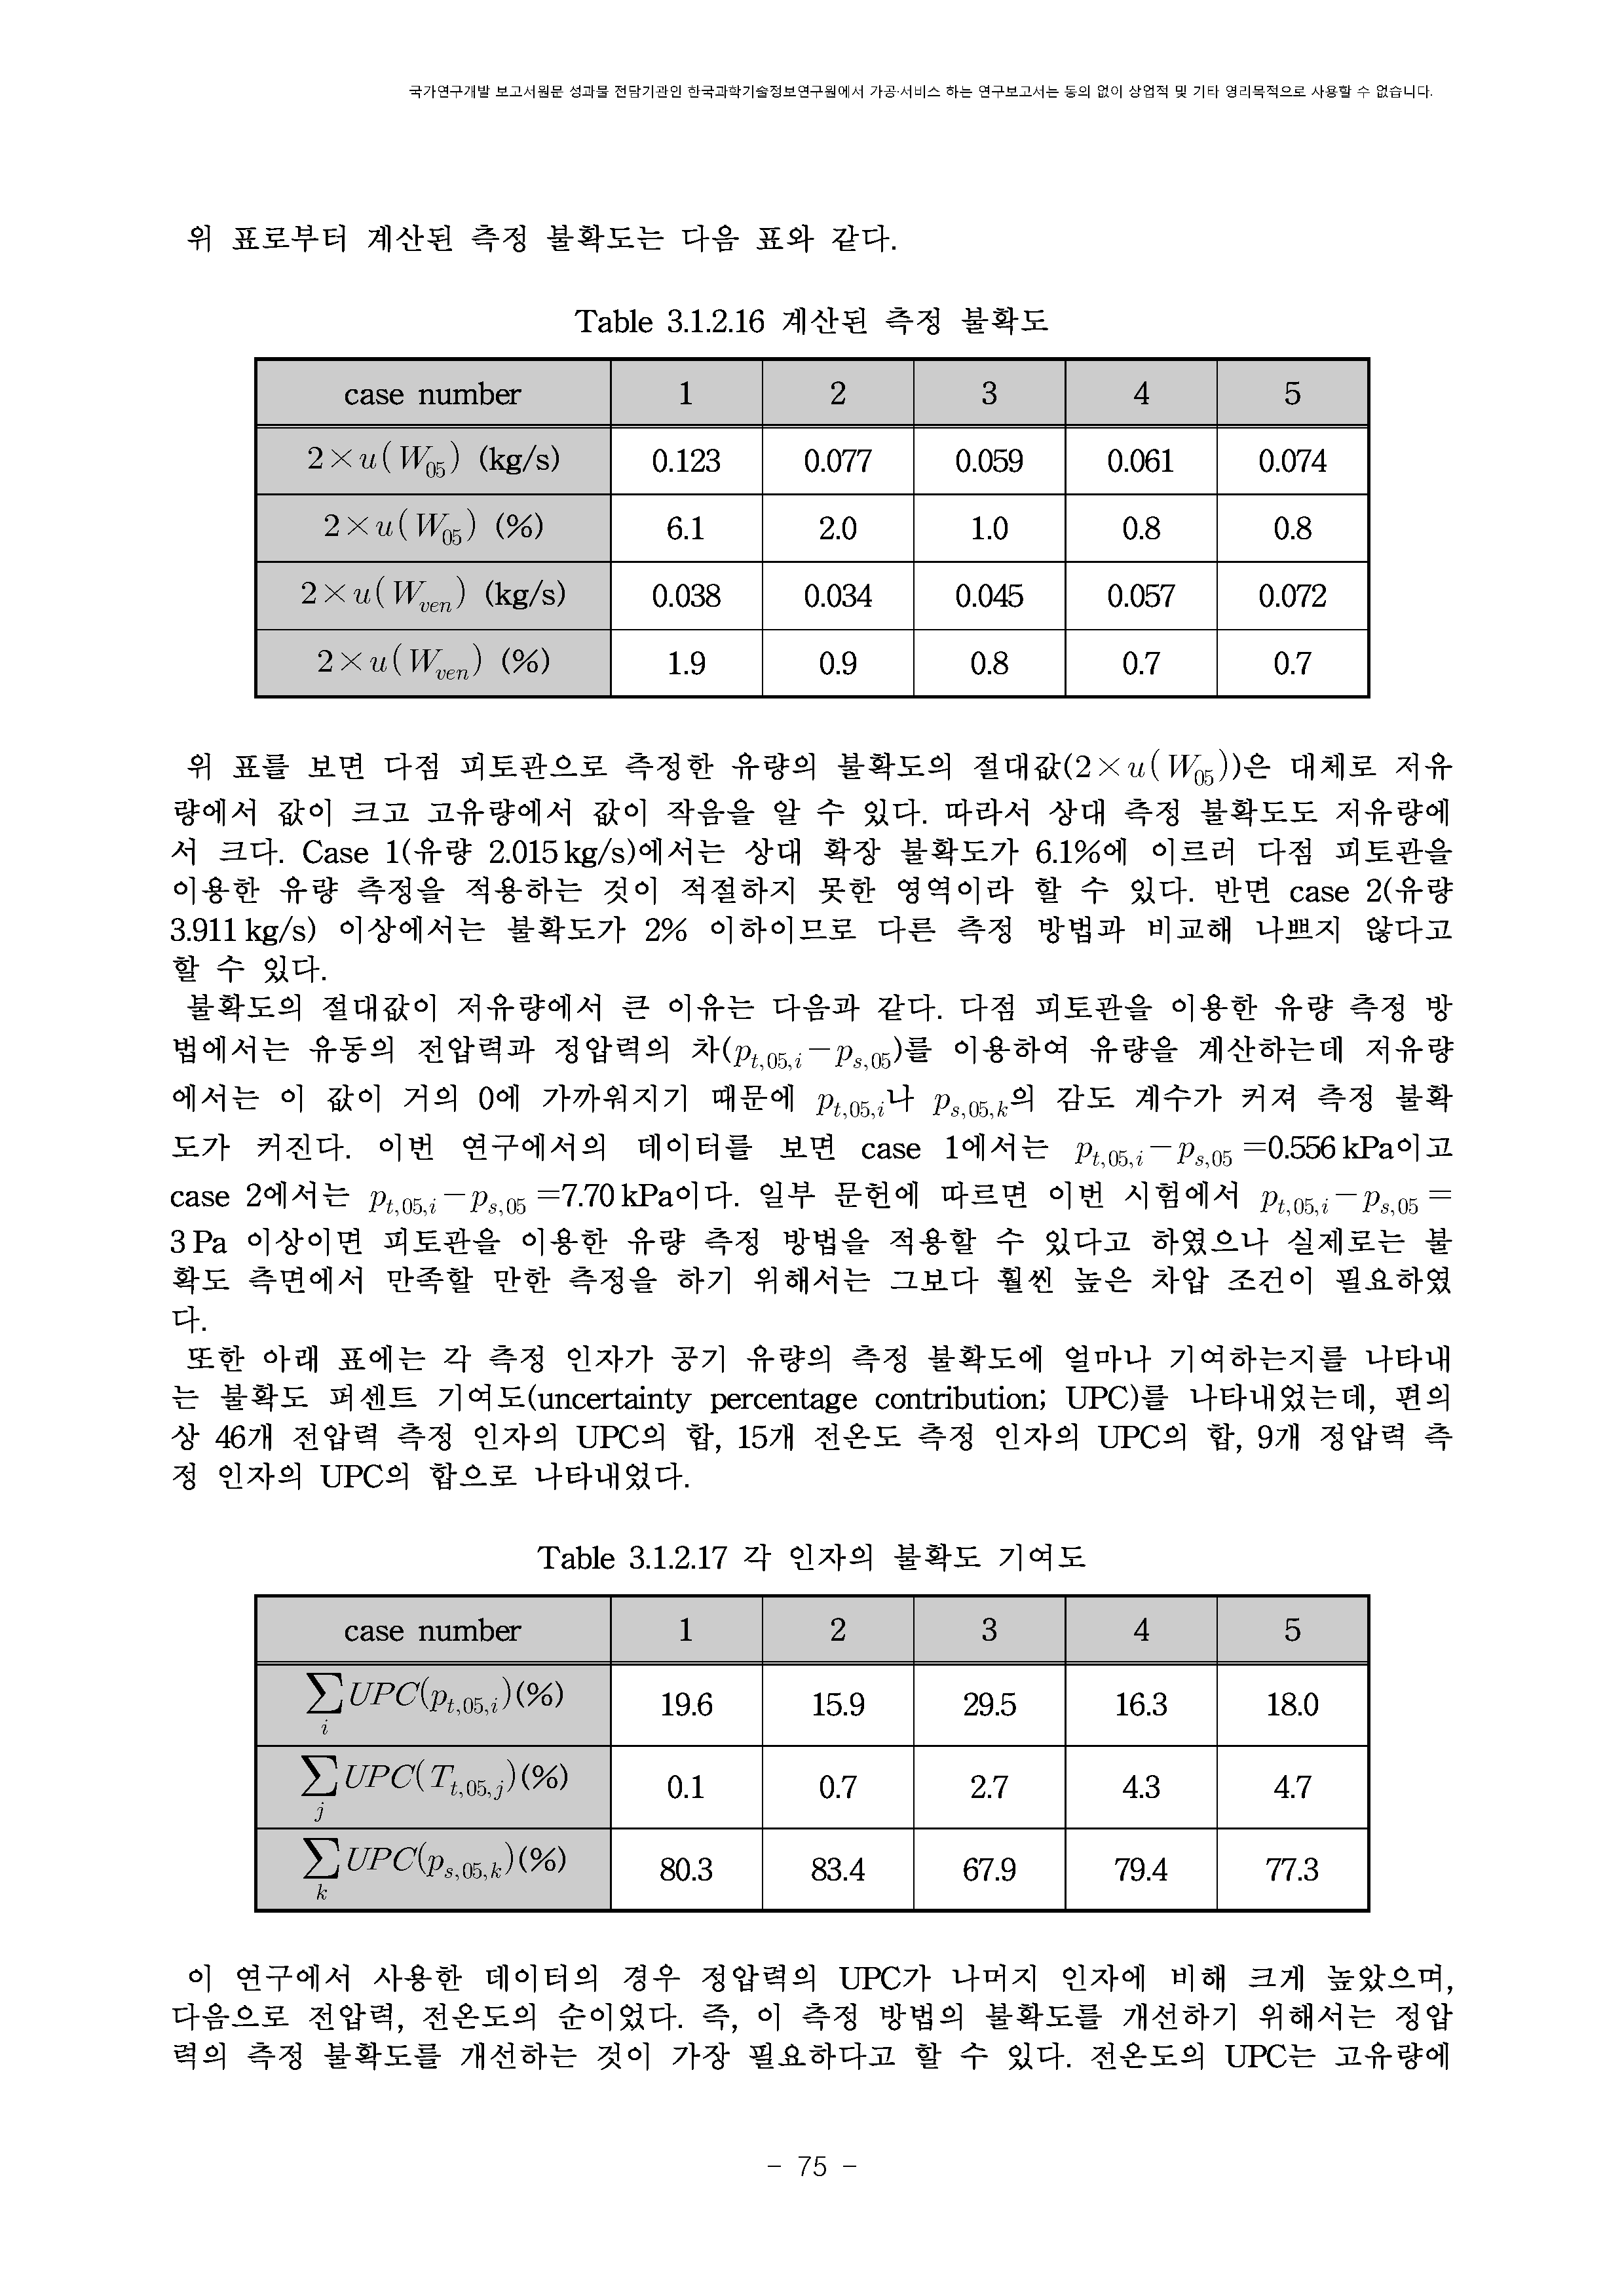 국가연구개발 보고서원문 성과물 전담기관인 한국과학기술정보연구원에서 가공·서비스 하는 연구보고서는 동의 없이 상업적 및 기타 영리목적으로 사용할 수 없습니다.
위 표로부터 계산된 측정 불확도는 다음 표와 같다.
Table 3.1.2.16 계산된 측정 불확도
case number 1 2 3 4 5
2×u(W₀₅) (kg/s) 0.123 0.077 0.059 0.061 0.074
2×u(W₀₅) (%) 6.1 2.0 1.0 0.8 0.8
2×u(W_ven) (kg/s) 0.038 0.034 0.045 0.057 0.072
2×u(W_ven) (%) 1.9 0.9 0.8 0.7 0.7
위 표를 보면 다점 피토관으로 측정한 유량의 불확도의 절대값(2×u(W₀₅))은 대체로 저유
량에서 값이 크고 고유량에서 값이 작음을 알 수 있다. 따라서 상대 측정 불확도도 저유량에
서 크다. Case 1(유량 2.015 kg/s)에서는 상대 확장 불확도가 6.1%에 이르러 다점 피토관을
이용한 유량 측정을 적용하는 것이 적절하지 못한 영역이라 할 수 있다. 반면 case 2(유량
3.911 kg/s) 이상에서는 불확도가 2% 이하이므로 다른 측정 방법과 비교해 나쁘지 않다고
할 수 있다.
불확도의 절대값이 저유량에서 큰 이유는 다음과 같다. 다점 피토관을 이용한 유량 측정 방
법에서는 유동의 전압력과 정압력의 차(p_{t,05,i}−p_{s,05})를 이용하여 유량을 계산하는데 저유량
에서는 이 값이 거의 0에 가까워지기 때문에 p_{t,05,i}나 p_{s,05,k}의 감도 계수가 커져 측정 불확
도가 커진다. 이번 연구에서의 데이터를 보면 case 1에서는 p_{t,05,i}−p_{s,05} =0.556 kPa이고
case 2에서는 p_{t,05,i}−p_{s,05} =7.70 kPa이다. 일부 문헌에 따르면 이번 시험에서 p_{t,05,i}−p_{s,05} =
3 Pa 이상이면 피토관을 이용한 유량 측정 방법을 적용할 수 있다고 하였으나 실제로는 불
확도 측면에서 만족할 만한 측정을 하기 위해서는 그보다 훨씬 높은 차압 조건이 필요하였
다.
또한 아래 표에는 각 측정 인자가 공기 유량의 측정 불확도에 얼마나 기여하는지를 나타내
는 불확도 퍼센트 기여도(uncertainty percentage contribution; UPC)를 나타내었는데, 편의
상 46개 전압력 측정 인자의 UPC의 합, 15개 전온도 측정 인자의 UPC의 합, 9개 정압력 측
정 인자의 UPC의 합으로 나타내었다.
Table 3.1.2.17 각 인자의 불확도 기여도
case number 1 2 3 4 5
∑_i UPC(p_{t,05,i})(%) 19.6 15.9 29.5 16.3 18.0
∑_j UPC(T_{t,05,j})(%) 0.1 0.7 2.7 4.3 4.7
∑_k UPC(p_{s,05,k})(%) 80.3 83.4 67.9 79.4 77.3
이 연구에서 사용한 데이터의 경우 정압력의 UPC가 나머지 인자에 비해 크게 높았으며,
다음으로 전압력, 전온도의 순이었다. 즉, 이 측정 방법의 불확도를 개선하기 위해서는 정압
력의 측정 불확도를 개선하는 것이 가장 필요하다고 할 수 있다. 전온도의 UPC는 고유량에
- 75 -